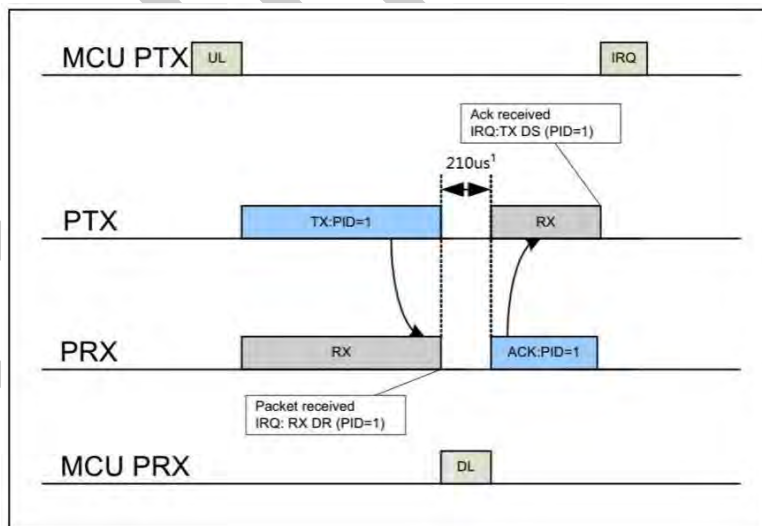 MCU PTX
UL
IRQ
Ack received
IRQ:TX DS (PID=1)
210us¹
PTX
TX:PID=1
RX
PRX
RX
ACK:PID=1
Packet received
IRQ: RX DR (PID=1)
MCU PRX
DL